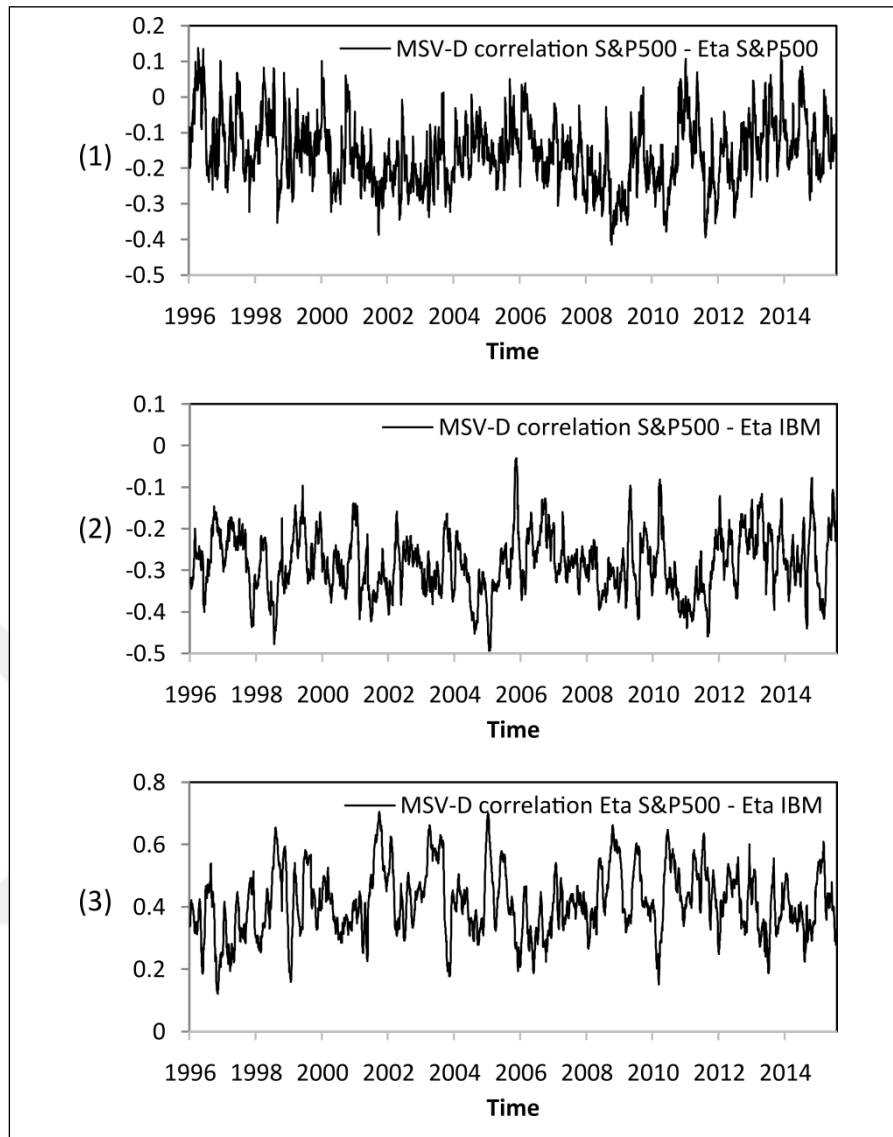 0.2
MSV-D correlation S&P500 - Eta S&P500
0.1
0
-0.1
(1)
-0.2
-0.3
-0.4
-0.5
1996 1998 2000 2002 2004 2006 2008 2010 2012 2014
Time
0.1
MSV-D correlation S&P500 - Eta IBM
0
-0.1
(2)
-0.2
-0.3
-0.4
-0.5
1996 1998 2000 2002 2004 2006 2008 2010 2012 2014
Time
0.8
MSV-D correlation Eta S&P500 - Eta IBM
0.6
(3)
0.4
0.2
0
1996 1998 2000 2002 2004 2006 2008 2010 2012 2014
Time